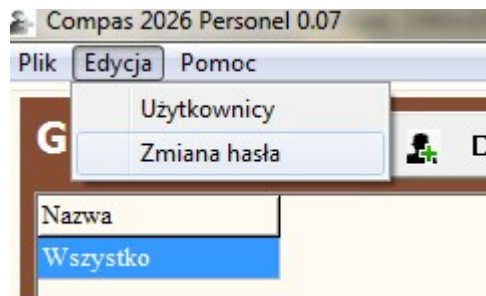 Compas 2026 Personel 0.07
Plik Edycja Pomoc
Użytkownicy
Zmiana hasła
G
D
Nazwa
Wszystko